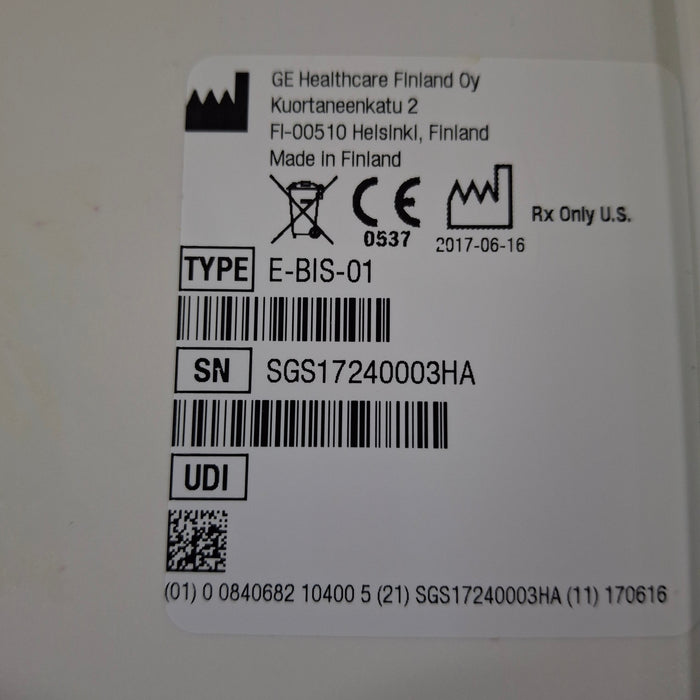 GE Healthcare Finland Oy
Kuortaneenkatu 2
FI-00510 Helsinki, Finland
Made in Finland
CE
0537
2017-06-16
Rx Only U.S.
TYPE E-BIS-01
SN SGS17240003HA
UDI
(01) 0 0840682 10400 5 (21) SGS17240003HA (11) 170616